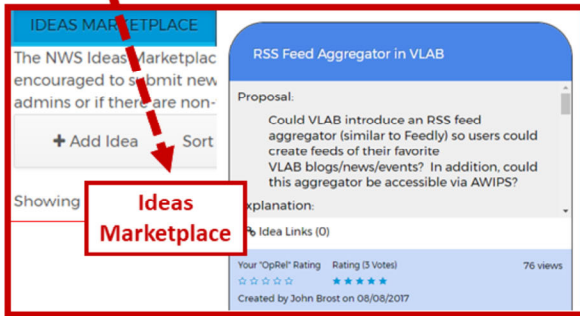 IDEAS MARKETPLACE
The NWS Ideas Marketplac
encouraged to submit new
admins or if there are non-
+ Add Idea Sort
Showing
Ideas
Marketplace
RSS Feed Aggregator in VLAB
Proposal:
Could VLAB introduce an RSS feed
aggregator (similar to Feedly) so users could
create feeds of their favorite
VLAB blogs/news/events? In addition, could
this aggregator be accessible via AWIPS?
xplanation:
Idea Links (0)
Your "OpRel" Rating Rating (3 Votes) 76 views
Created by John Brost on 08/08/2017